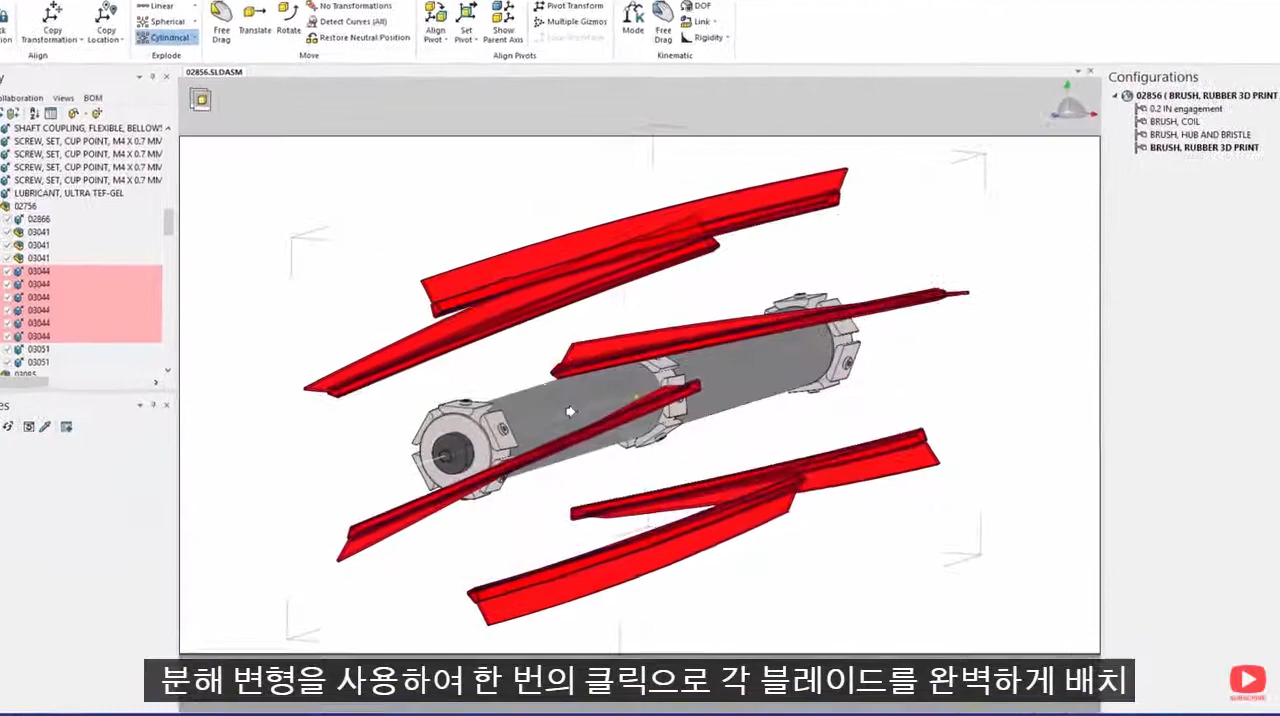 Linear
No Transformations
Pivot Transform
DOF
Copy Transformation
Copy Location
Spherical
Free Drag
Translate
Rotate
Detect Curves (All)
Align Pivot
Set Pivot
Show Parent Axis
Multiple Gizmos
Mode
Free Drag
Link
Cylindrical
Restore Neutral Position
Rigidity
Align
Explode
Move
Align Pivots
Kinematic
02856.SLDASM
Configurations
Views
BOM
02856 ( BRUSH, RUBBER 3D PRINT
0.2 IN engagement
BRUSH, COIL
BRUSH, HUB AND BRISTLE
BRUSH, RUBBER 3D PRINT
SHAFT COUPLING, FLEXIBLE, BELLOWS
SCREW, SET, CUP POINT, M4 X 0.7 MM
SCREW, SET, CUP POINT, M4 X 0.7 MM
SCREW, SET, CUP POINT, M4 X 0.7 MM
SCREW, SET, CUP POINT, M4 X 0.7 MM
LUBRICANT, ULTRA TEF-GEL
02756
02866
03041
03041
03041
03044
03044
03044
03044
03044
03044
03051
03051
분해 변형을 사용하여 한 번의 클릭으로 각 블레이드를 완벽하게 배치
SUBSCRIBE